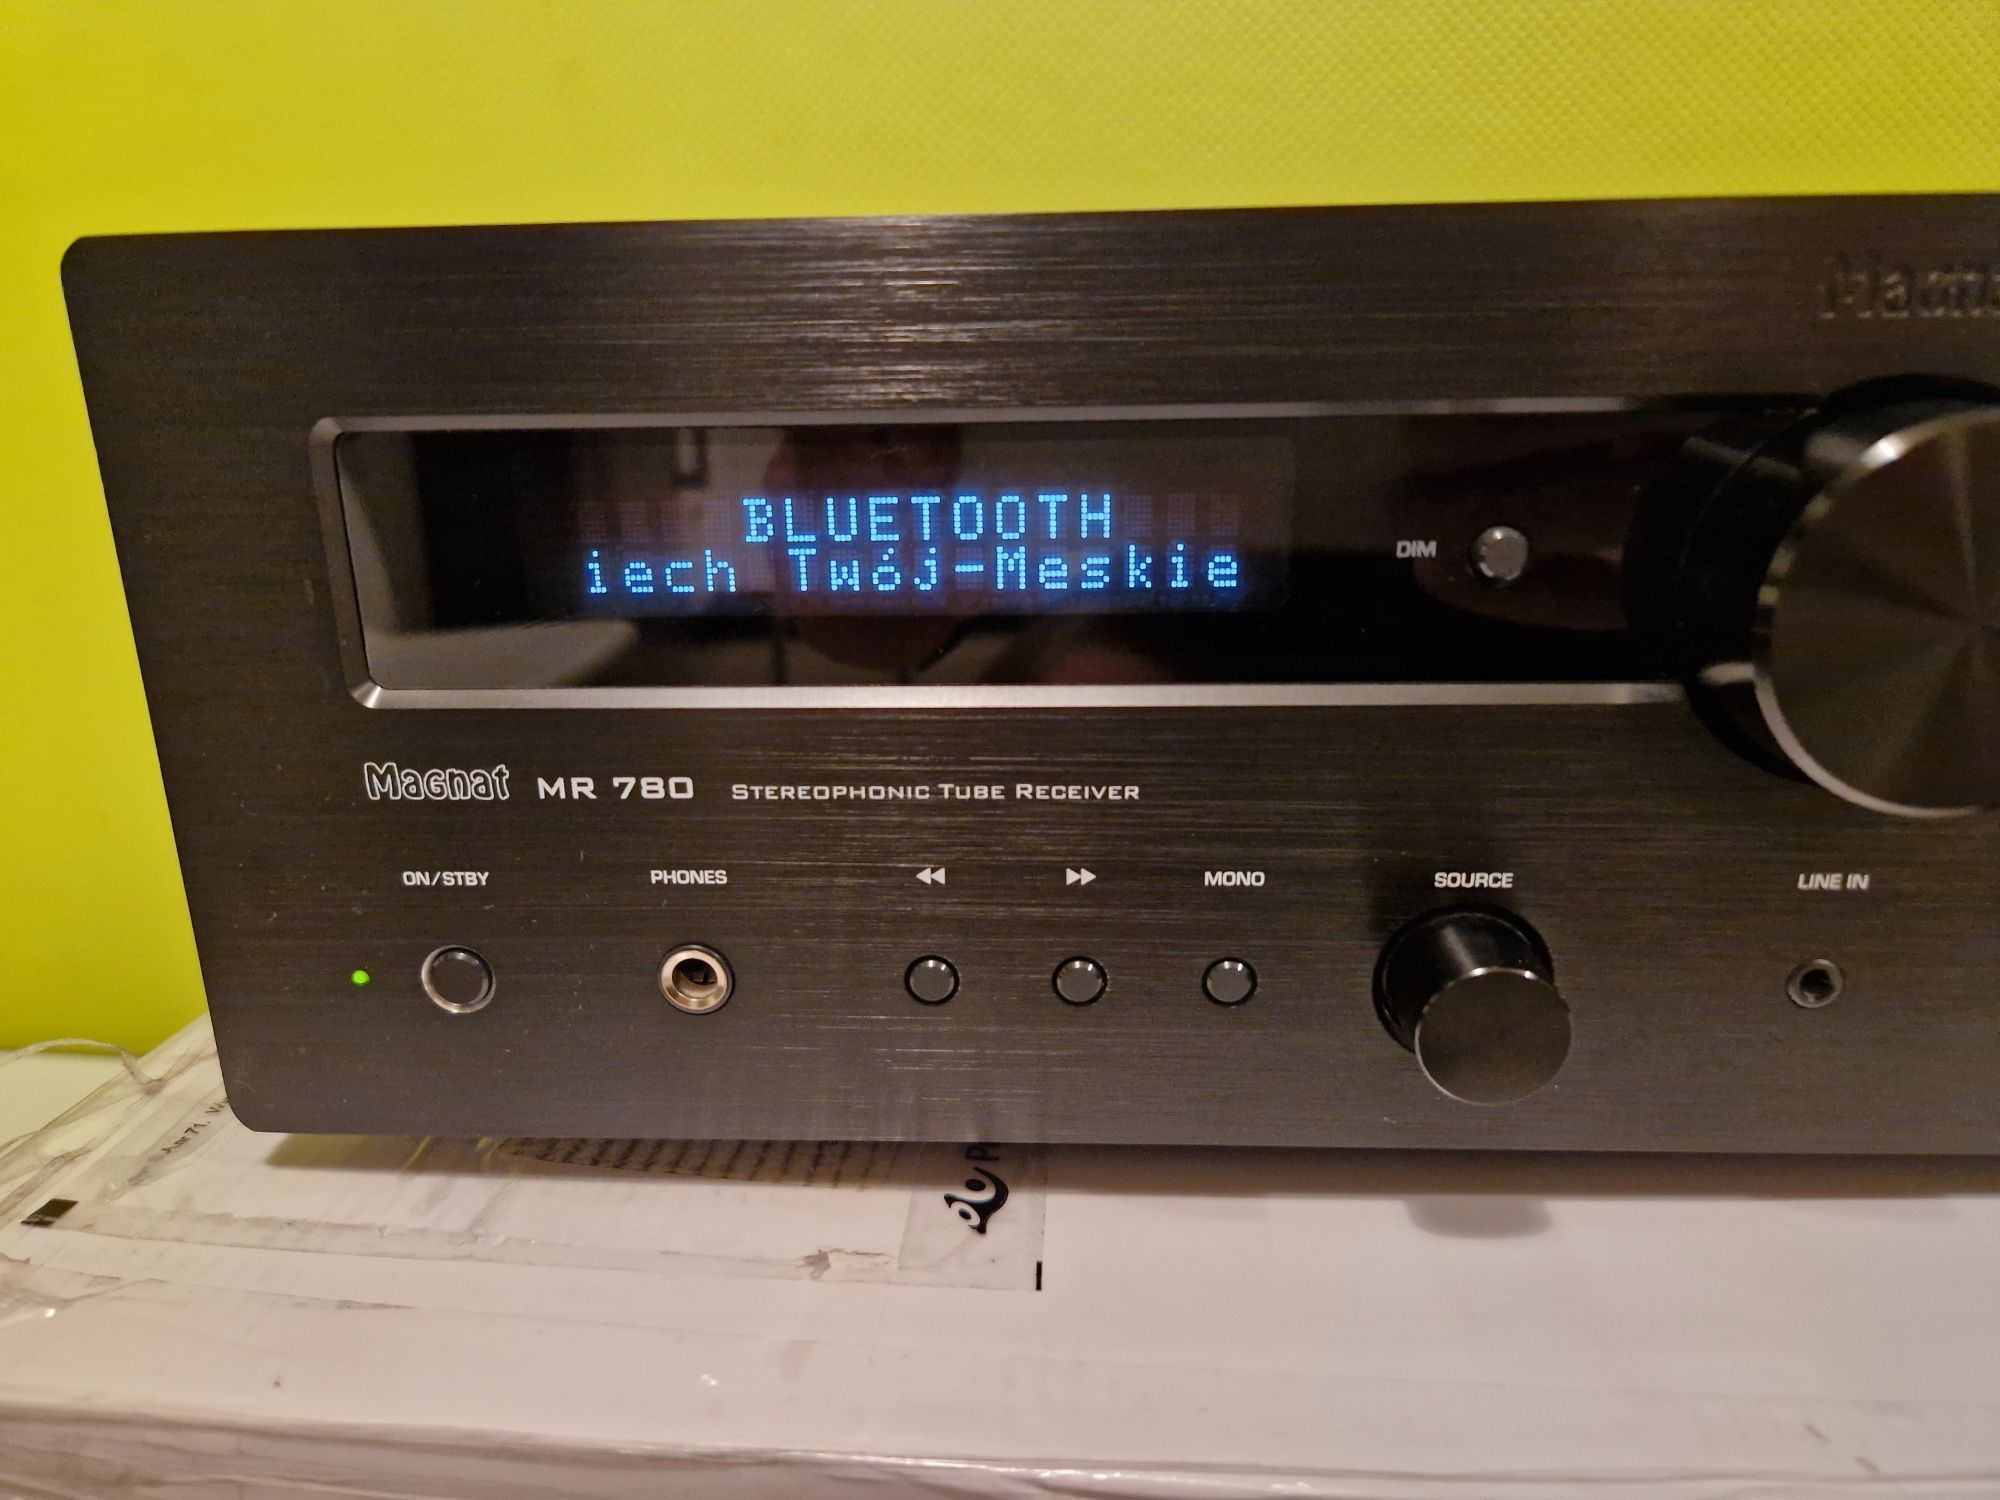 BLUETOOTH
iech Twój-Meskie
DIM
Magnat MR 780 STEREOPHONIC TUBE RECEIVER
ON/STBY PHONES MONO SOURCE LINE IN